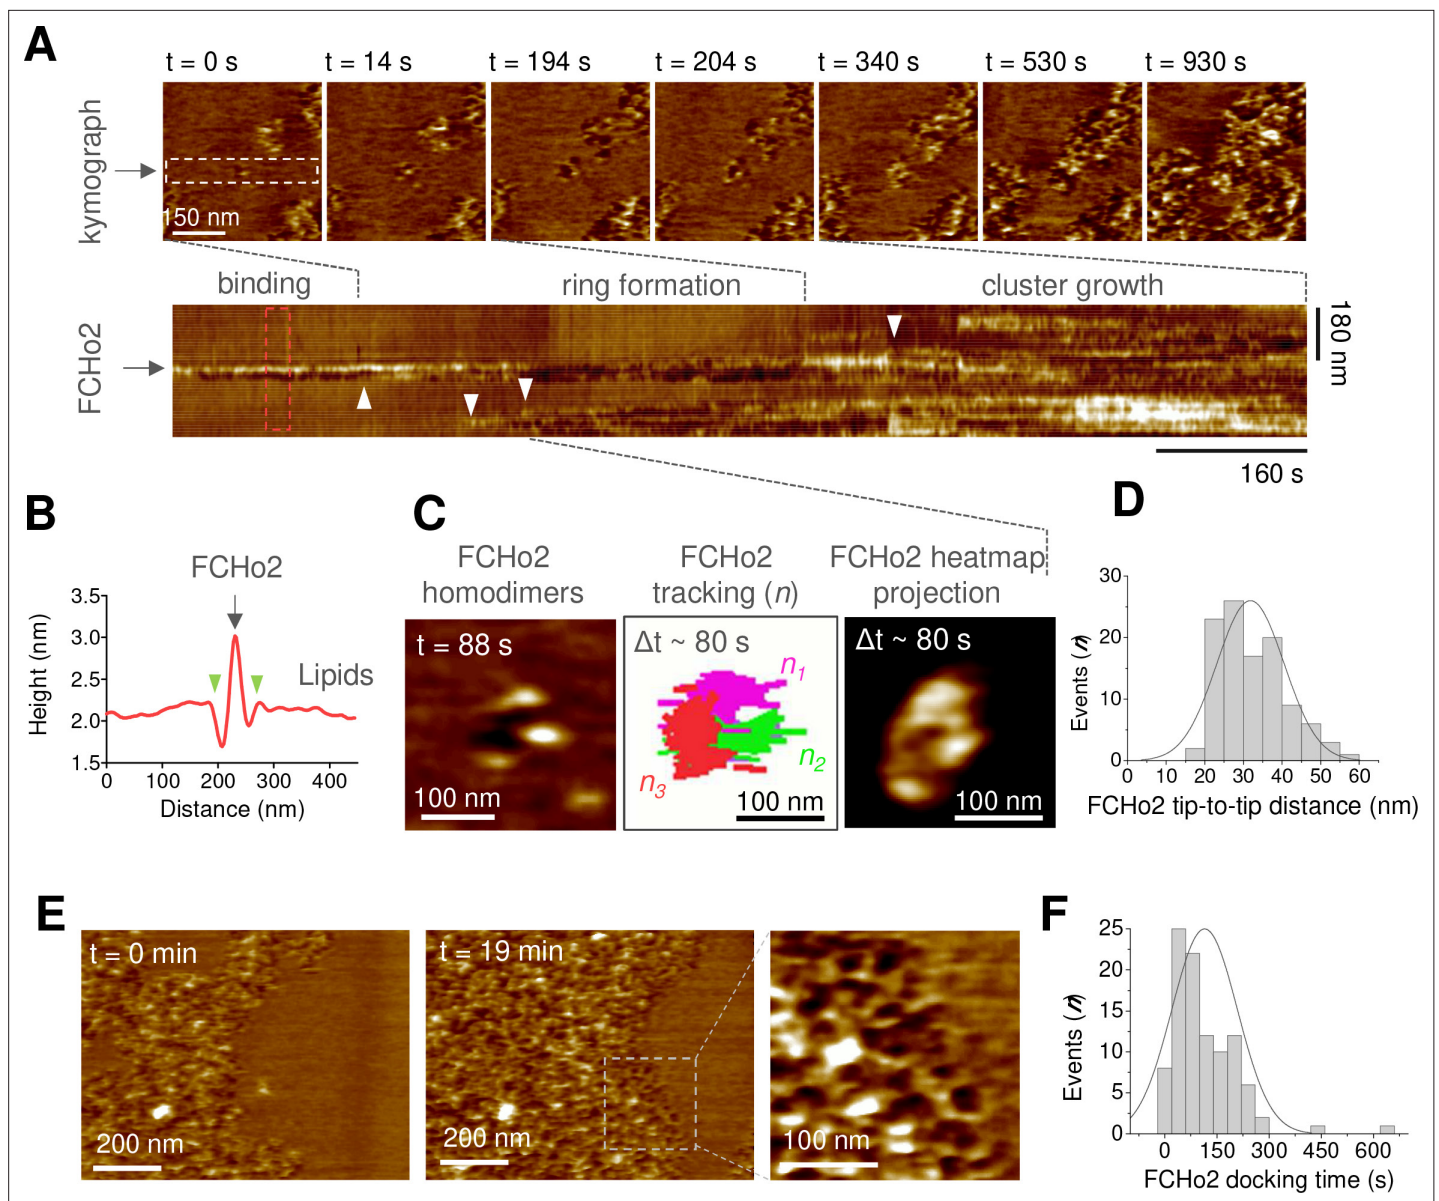 A
t = 0 s
t = 14 s
t = 194 s
t = 204 s
t = 340 s
t = 530 s
t = 930 s
kymograph
150 nm
binding
ring formation
cluster growth
FCHo2
180 nm
160 s
B
FCHo2
Lipids
Height (nm)
3.5
3.0
2.5
2.0
1.5
0
100
200
300
400
Distance (nm)
C
FCHo2
homodimers
t = 88 s
100 nm
FCHo2
tracking (n)
Δt ~ 80 s
n1
n2
n3
100 nm
FCHo2 heatmap
projection
Δt ~ 80 s
100 nm
D
Events (n)
30
20
10
0
0
10
20
30
40
50
60
FCHo2 tip-to-tip distance (nm)
E
t = 0 min
200 nm
t = 19 min
200 nm
100 nm
F
Events (n)
25
20
15
10
5
0
0
150
300
450
600
FCHo2 docking time (s)